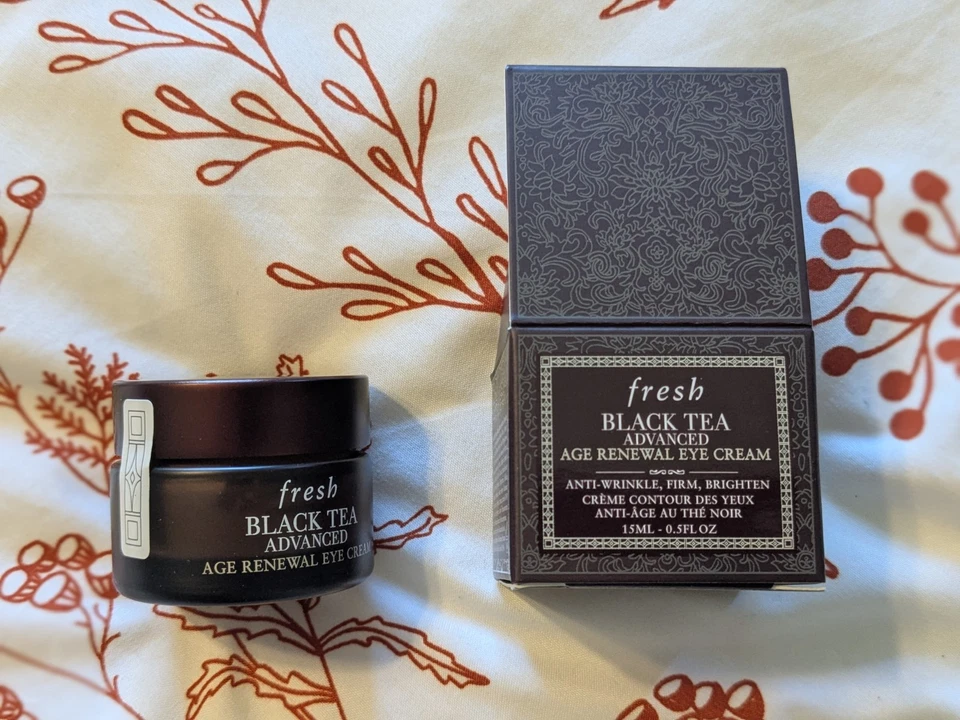 fresh
BLACK TEA
ADVANCED
AGE RENEWAL EYE CREAM
fresh
BLACK TEA
ADVANCED
AGE RENEWAL EYE CREAM
ANTI-WRINKLE, FIRM, BRIGHTEN
CRÈME CONTOUR DES YEUX
ANTI-ÂGE AU THÉ NOIR
15ML - 0.5FL OZ